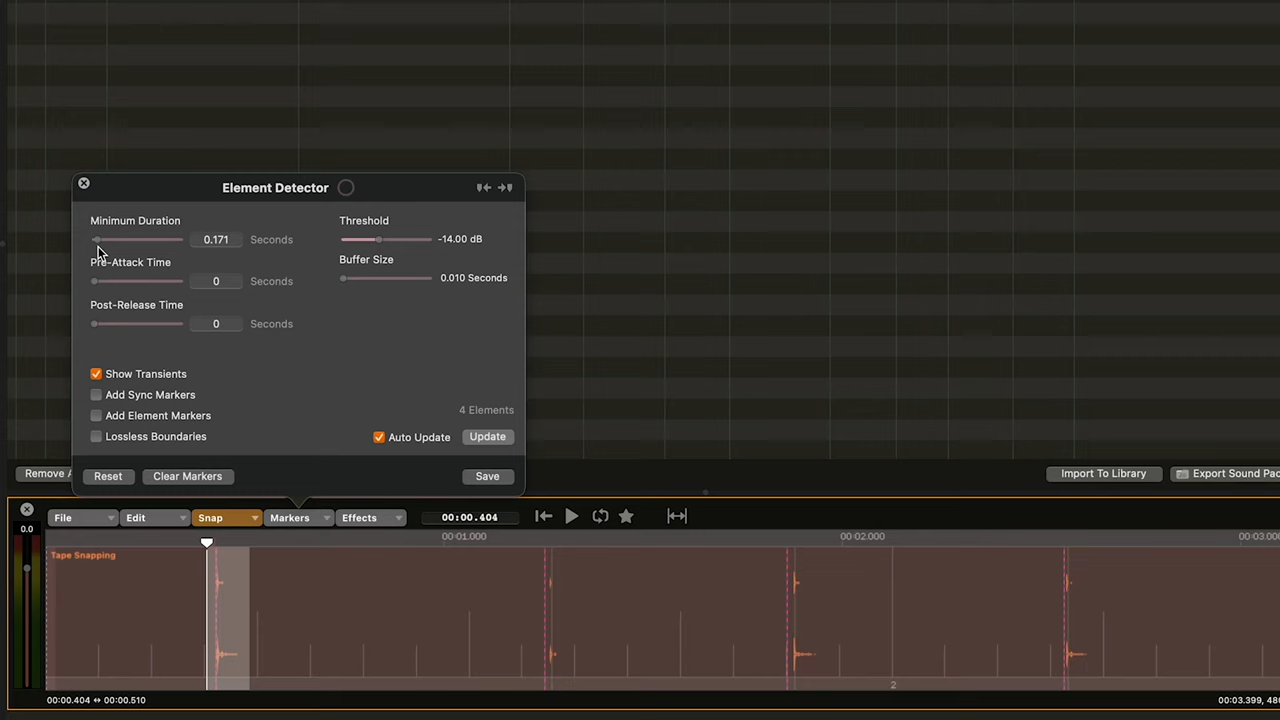 Element Detector
Minimum Duration
0.171 Seconds
Threshold
-14.00 dB
Pre-Attack Time
0 Seconds
Buffer Size
0.010 Seconds
Post-Release Time
0 Seconds
Show Transients
Add Sync Markers
Add Element Markers
Lossless Boundaries
4 Elements
Auto Update Update
Reset Clear Markers Save
Remove A
Import To Library Export Sound Pac
0.0
File Edit Snap Markers Effects 00:00.404
00:01.000 00:02.000 00:03.000
Tape Snapping
2
00:00.404 ⇔ 00:00.510
00:03.399, 480